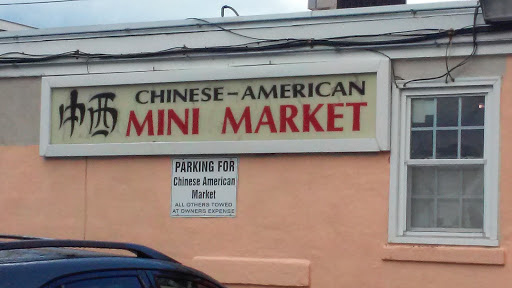 中西 CHINESE-AMERICAN
MINI MARKET
PARKING FOR
Chinese American
Market
ALL OTHERS TOWED
AT OWNERS EXPENSE